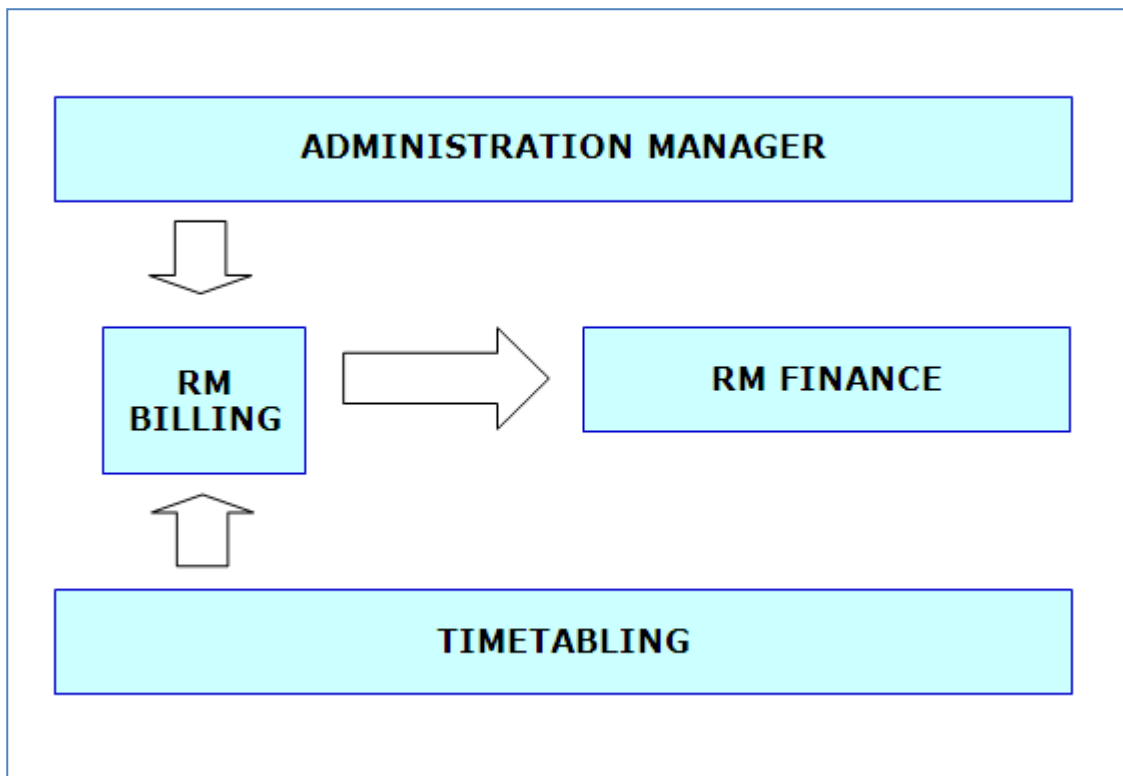 ADMINISTRATION MANAGER
RM
BILLING
RM FINANCE
TIMETABLING